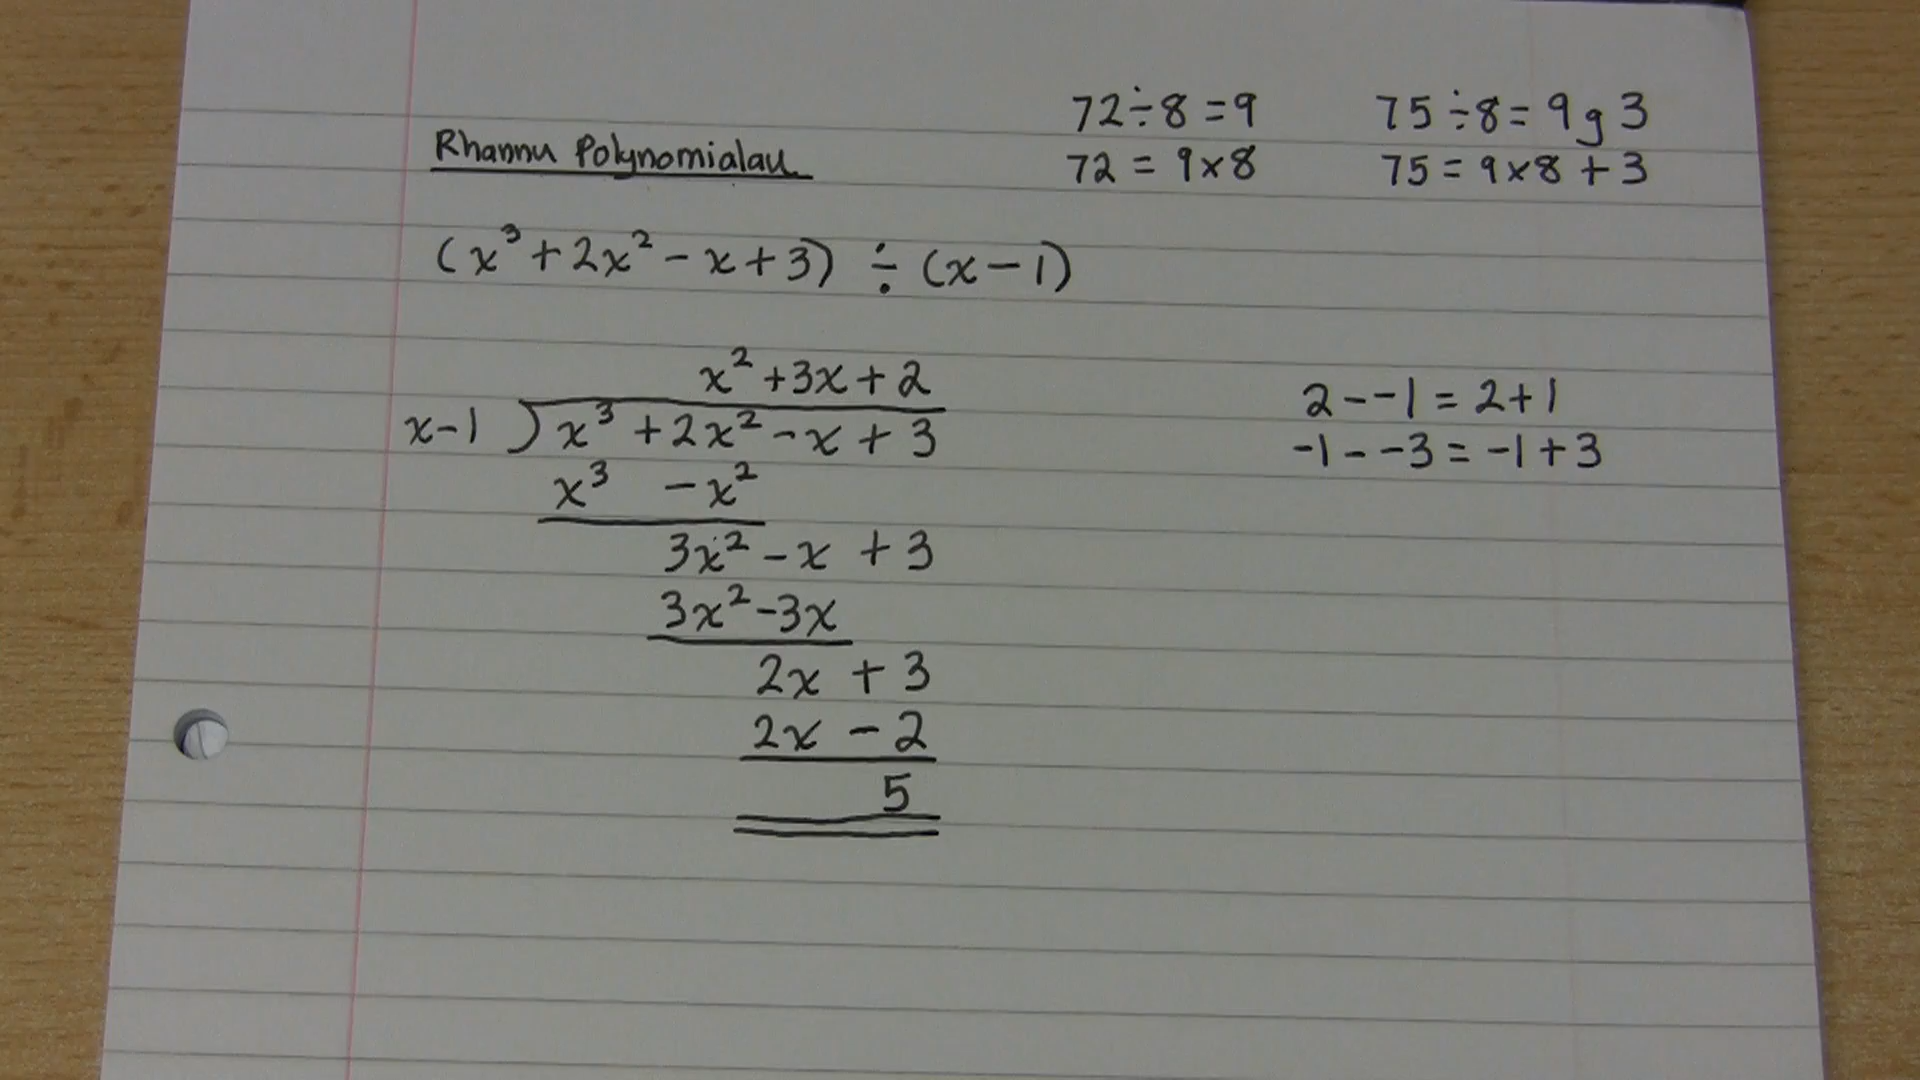 Rhannu Polynomialau
72÷8 = 9
72 = 9×8
75÷8 = 9 g 3
75 = 9×8 + 3
(x³ + 2x² - x + 3) ÷ (x - 1)
x² + 3x + 2
x-1 ) x³ + 2x² - x + 3
x³ - x²
3x² - x + 3
3x² - 3x
2x + 3
2x - 2
5
2 - -1 = 2+1
-1 - -3 = -1 + 3